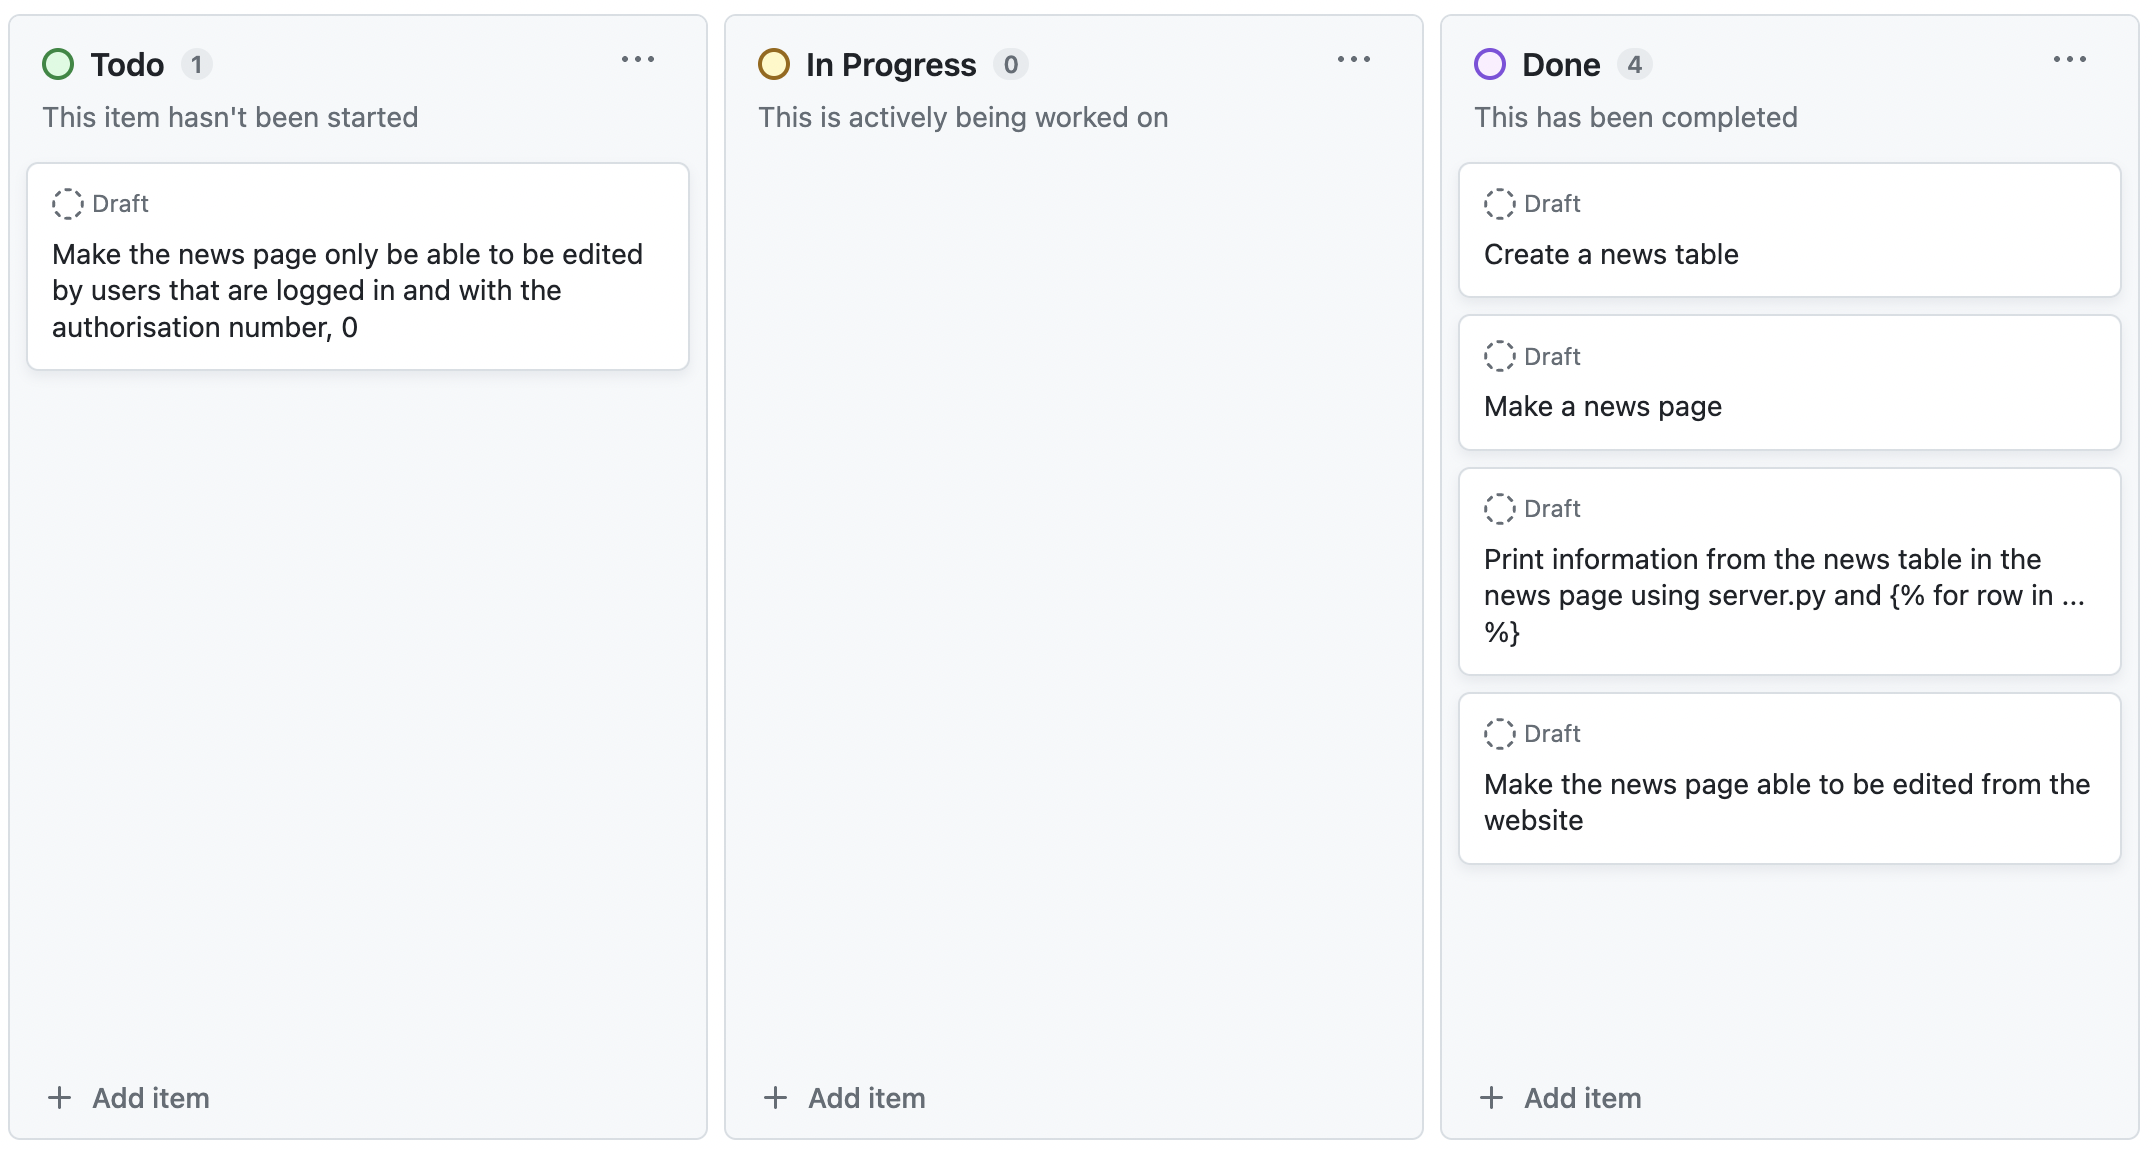 Todo 1
This item hasn't been started
Draft
Make the news page only be able to be edited
by users that are logged in and with the
authorisation number, 0
+ Add item
In Progress 0
This is actively being worked on
+ Add item
Done 4
This has been completed
Draft
Create a news table
Draft
Make a news page
Draft
Print information from the news table in the
news page using server.py and {% for row in ...
%}
Draft
Make the news page able to be edited from the
website
+ Add item